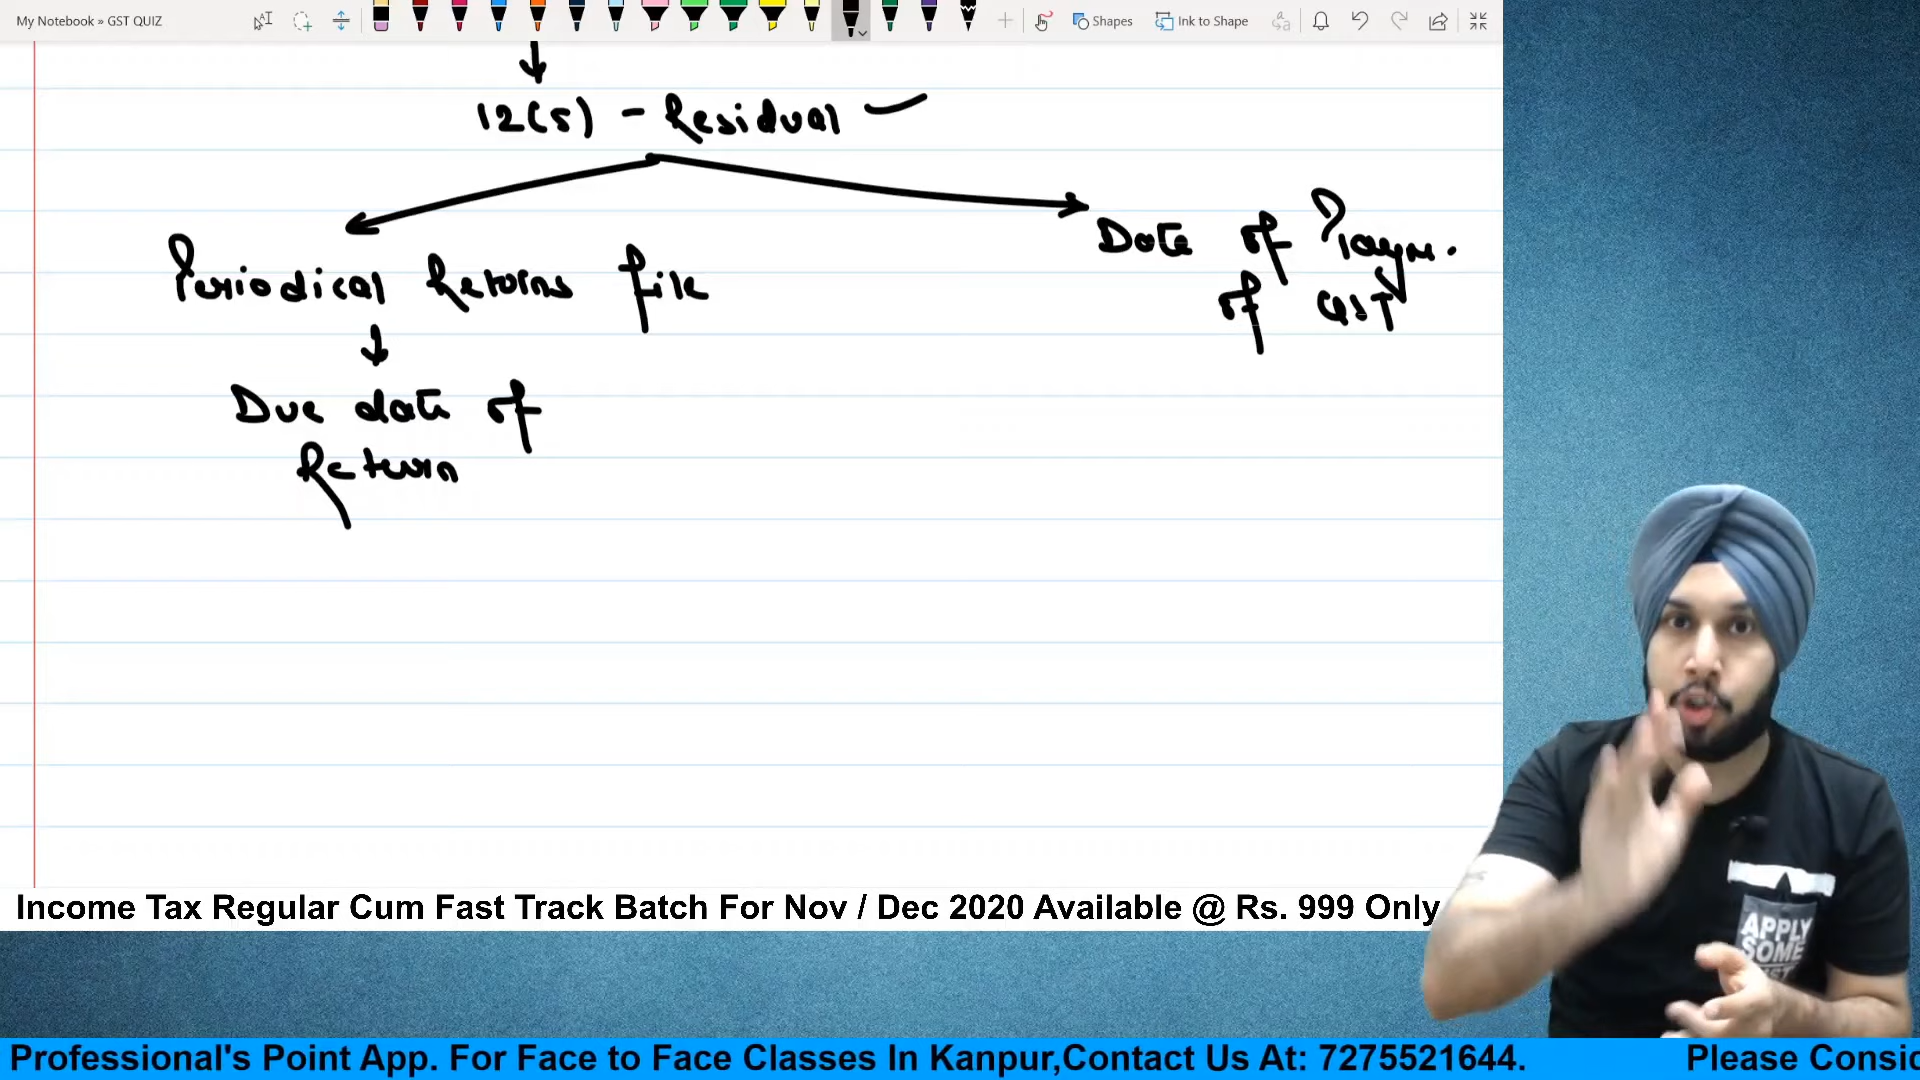 My Notebook » GST QUIZ
Shapes
Ink to Shape
12(5) - Residual
Periodical Returns file
Date of Paym.
of GST
Due date of
Return
APPLY
SOME
Income Tax Regular Cum Fast Track Batch For Nov / Dec 2020 Available @ Rs. 999 Only
Professional's Point App. For Face to Face Classes In Kanpur,Contact Us At: 7275521644. Please Consic